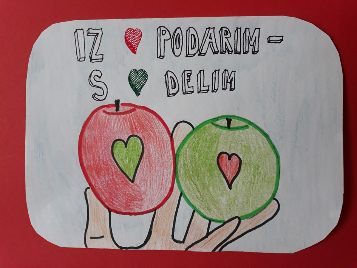 IZ ♥ PODARIM -
S ♥ DELIM